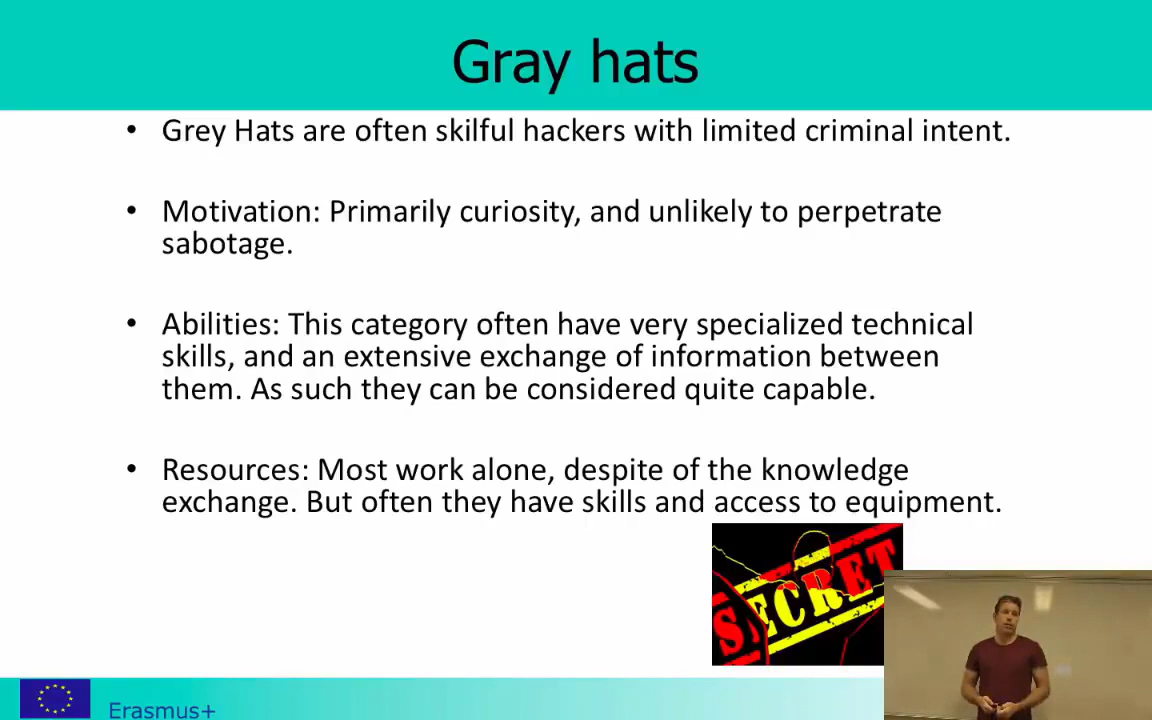 Gray hats
• Grey Hats are often skilful hackers with limited criminal intent.
• Motivation: Primarily curiosity, and unlikely to perpetrate
sabotage.
• Abilities: This category often have very specialized technical
skills, and an extensive exchange of information between
them. As such they can be considered quite capable.
• Resources: Most work alone, despite of the knowledge
exchange. But often they have skills and access to equipment.
SECRET
Erasmus+